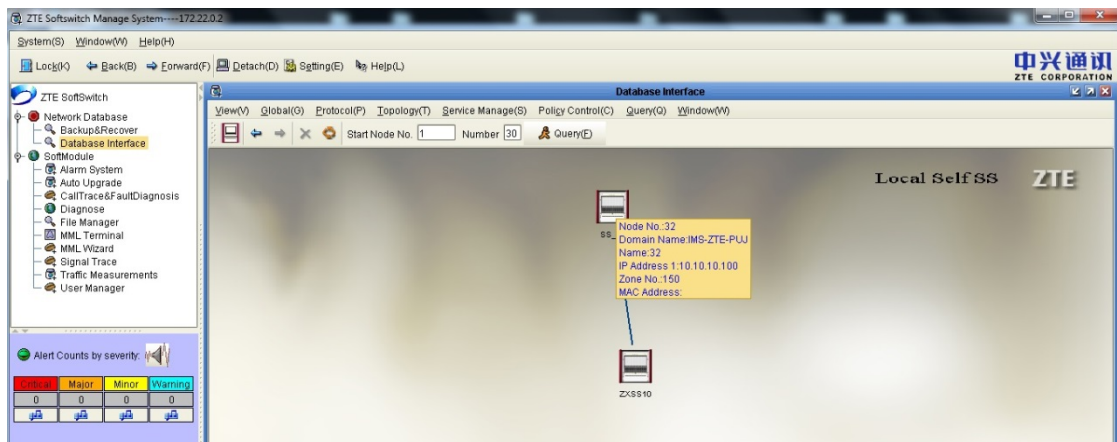 ZTE Softswitch Manage System----172.22.0.2
System(S) Window(W) Help(H)
Lock(K) Back(B) Forward(F) Detach(D) Setting(E) Help(L)
中兴通讯
ZTE CORPORATION
ZTE SoftSwitch
Network Database
Backup&Recover
Database Interface
SoftModule
Alarm System
Auto Upgrade
CallTrace&FaultDiagnosis
Diagnose
File Manager
MML Terminal
MML Wizard
Signal Trace
Traffic Measurements
User Manager
Alert Counts by severity:
Critical Major Minor Warning
0 0 0 0
Database Interface
View(V) Global(G) Protocol(P) Topology(T) Service Manage(S) Policy Control(C) Query(Q) Window(W)
Start Node No. 1 Number 30 Query(F)
Local Self SS ZTE
SS_
Node No.:32
Domain Name:IMS-ZTE-PUJ
Name:32
IP Address 1:10.10.10.100
Zone No.:150
MAC Address:
ZXSS10